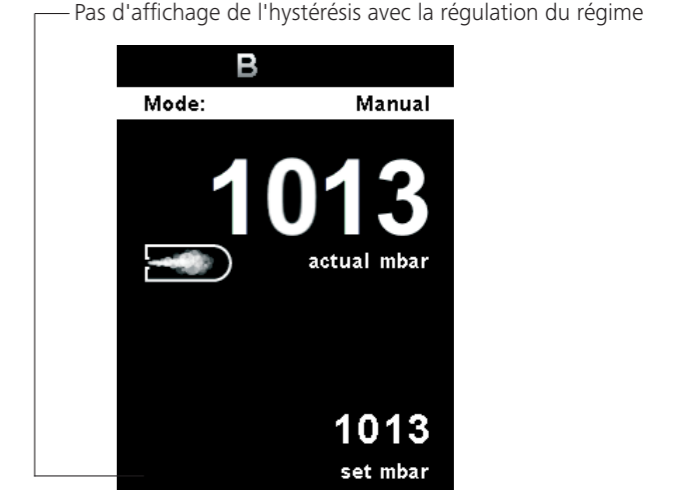 Pas d'affichage de l'hystérésis avec la régulation du régime
B
Mode: Manual
1013
actual mbar
1013
set mbar